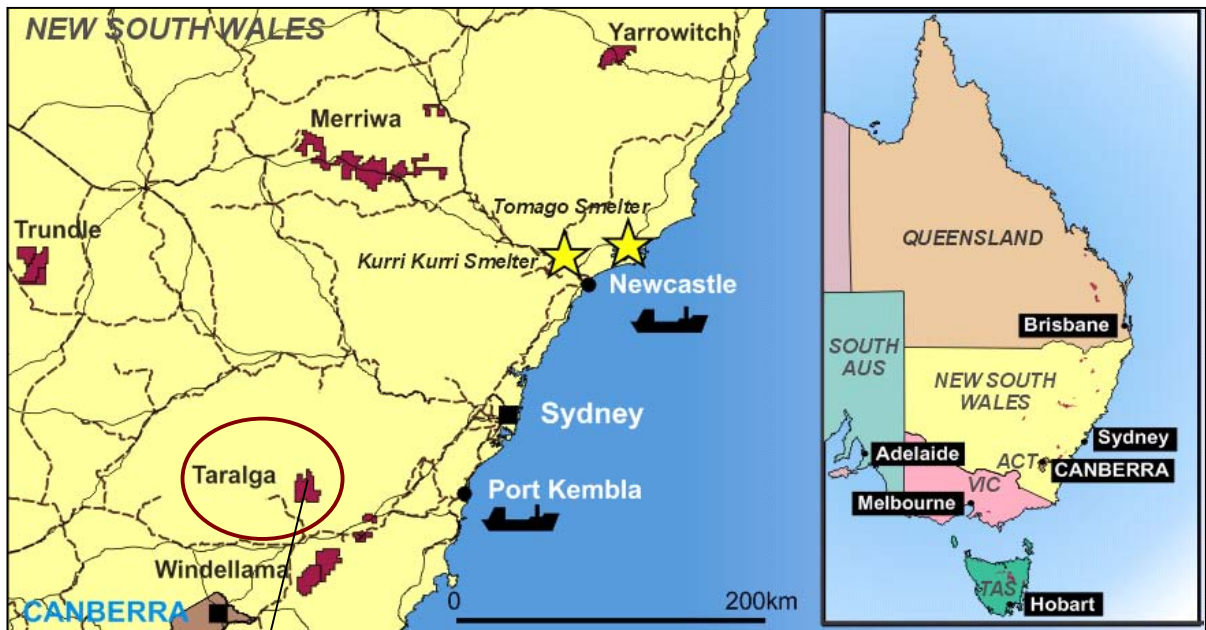 NEW SOUTH WALES
Yarrowitch
Merriwa
Tomago Smelter
Trundle
Kurri Kurri Smelter
Newcastle
Sydney
Taralga
Port Kembla
Windellama
CANBERRA
0 200km
QUEENSLAND
Brisbane
SOUTH
AUS
NEW SOUTH
WALES
Sydney
Adelaide
ACT
CANBERRA
VIC
Melbourne
TAS
Hobart